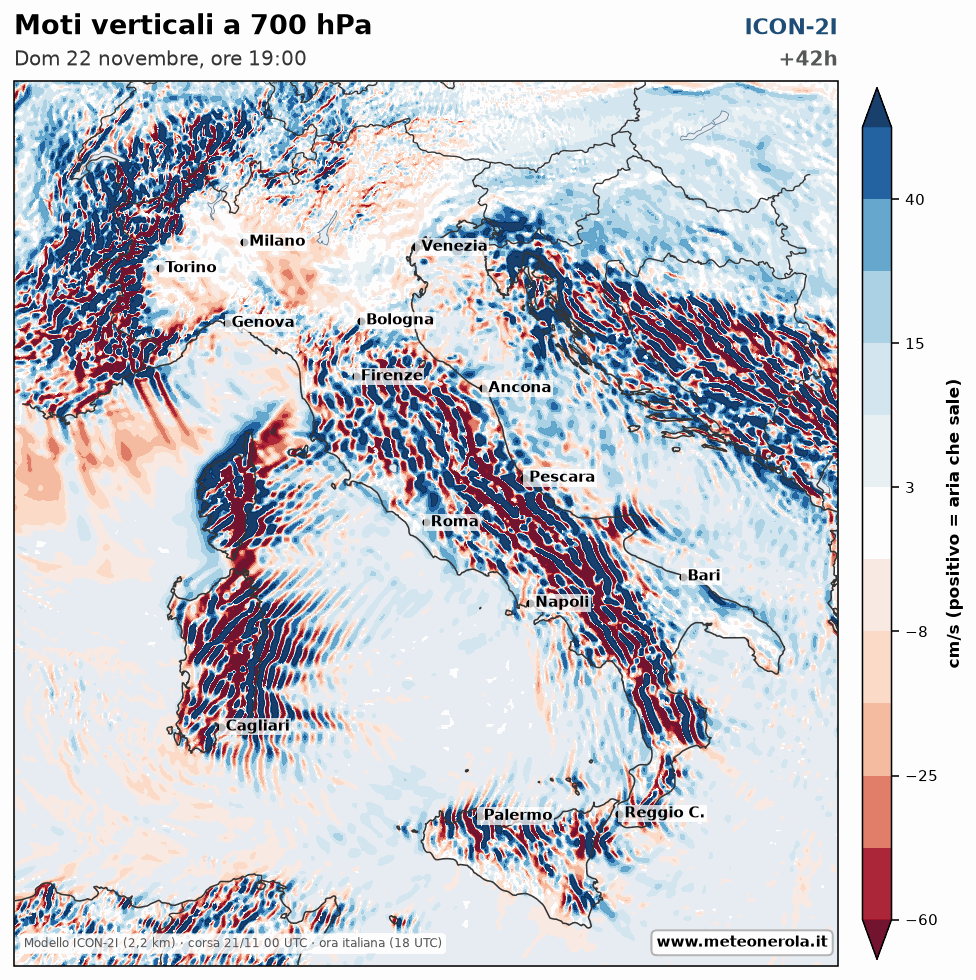 Moti verticali a 700 hPa
ICON-2I
Dom 22 novembre, ore 19:00
+42h
Milano
Venezia
Torino
Genova
Bologna
Firenze
Ancona
Pescara
Roma
Bari
Napoli
Cagliari
Palermo
Reggio C.
40
15
3
−8
−25
−60
cm/s (positivo = aria che sale)
Modello ICON-2I (2,2 km) · corsa 21/11 00 UTC · ora italiana (18 UTC)
www.meteonerola.it